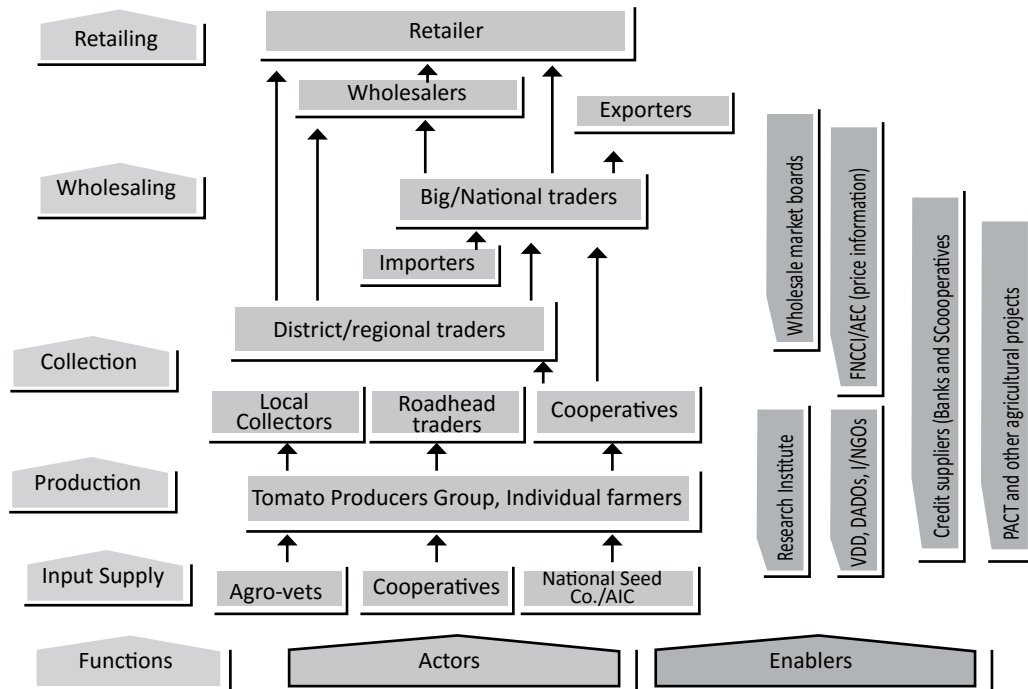 Retailing
Retailer
Wholesalers
Exporters
Wholesaling
Big/National traders
Importers
District/regional traders
Collection
Local
Collectors
Roadhead
traders
Cooperatives
Production
Tomato Producers Group, Individual farmers
Input Supply
Agro-vets
Cooperatives
National Seed
Co./AIC
Wholesale market boards
FNCCI/AEC (price information)
Research Institute
VDD, DADOs, I/NGOs
Credit suppliers (Banks and SCoooperatives
PACT and other agricultural projects
Functions
Actors
Enablers